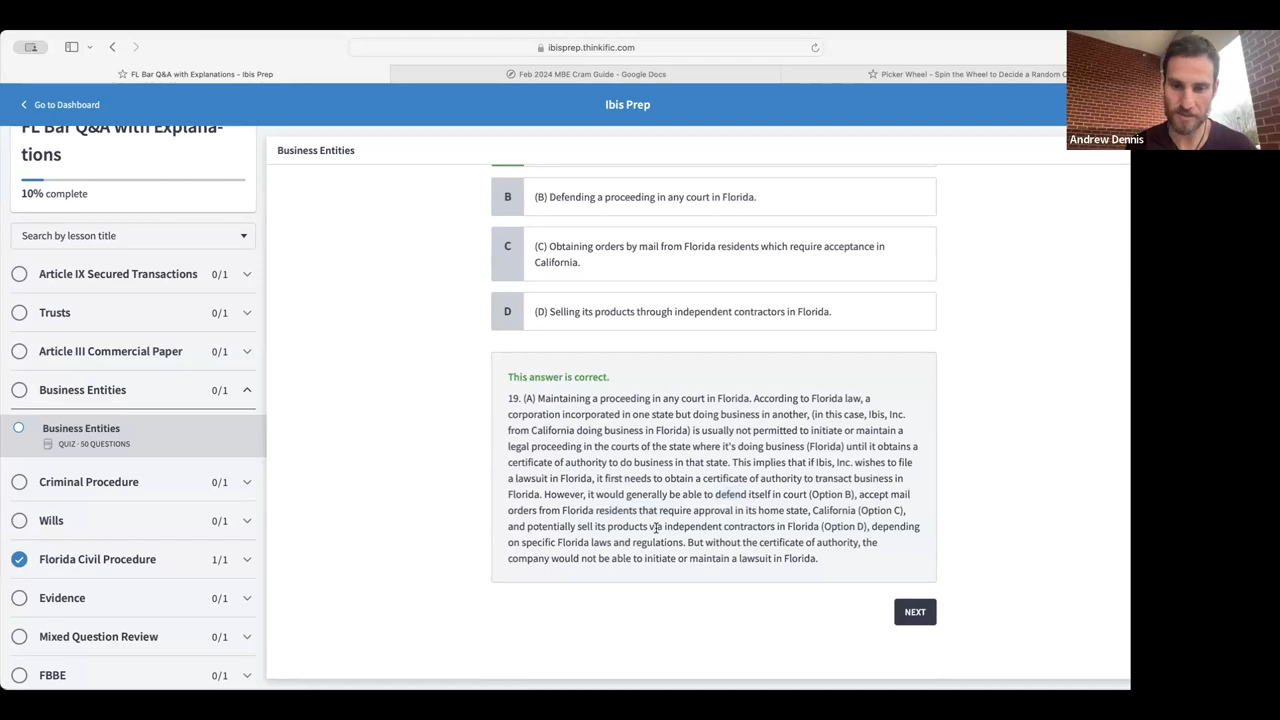 ibisprep.thinkific.com
FL Bar Q&A with Explanations - Ibis Prep
Feb 2024 MBE Cram Guide - Google Docs
Picker Wheel - Spin the Wheel to Decide a Random
Andrew Dennis
Go to Dashboard
Ibis Prep
FL Bar Q&A with Explana-
tions
10% complete
Search by lesson title
Article IX Secured Transactions 0/1
Trusts 0/1
Article III Commercial Paper 0/1
Business Entities 0/1
Business Entities
QUIZ · 50 QUESTIONS
Criminal Procedure 0/1
Wills 0/1
Florida Civil Procedure 1/1
Evidence 0/1
Mixed Question Review 0/1
FBBE 0/1
Business Entities
B (B) Defending a proceeding in any court in Florida.
C (C) Obtaining orders by mail from Florida residents which require acceptance in
California.
D (D) Selling its products through independent contractors in Florida.
This answer is correct.
19. (A) Maintaining a proceeding in any court in Florida. According to Florida law, a
corporation incorporated in one state but doing business in another, (in this case, Ibis, Inc.
from California doing business in Florida) is usually not permitted to initiate or maintain a
legal proceeding in the courts of the state where it's doing business (Florida) until it obtains a
certificate of authority to do business in that state. This implies that if Ibis, Inc. wishes to file
a lawsuit in Florida, it first needs to obtain a certificate of authority to transact business in
Florida. However, it would generally be able to defend itself in court (Option B), accept mail
orders from Florida residents that require approval in its home state, California (Option C),
and potentially sell its products via independent contractors in Florida (Option D), depending
on specific Florida laws and regulations. But without the certificate of authority, the
company would not be able to initiate or maintain a lawsuit in Florida.
NEXT